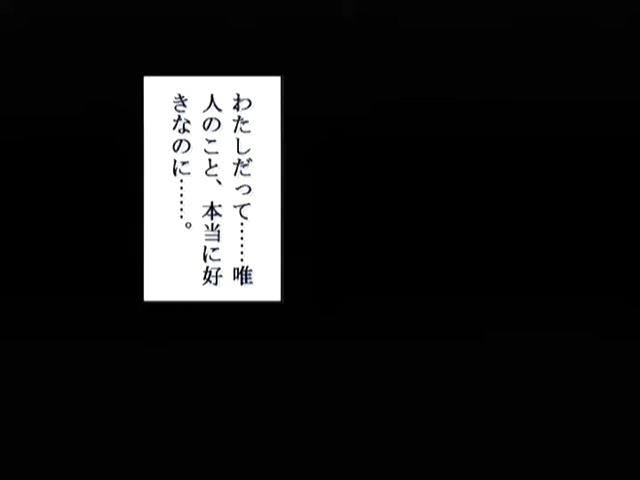 わたしだって……唯
人のこと、本当に好
きなのに……。